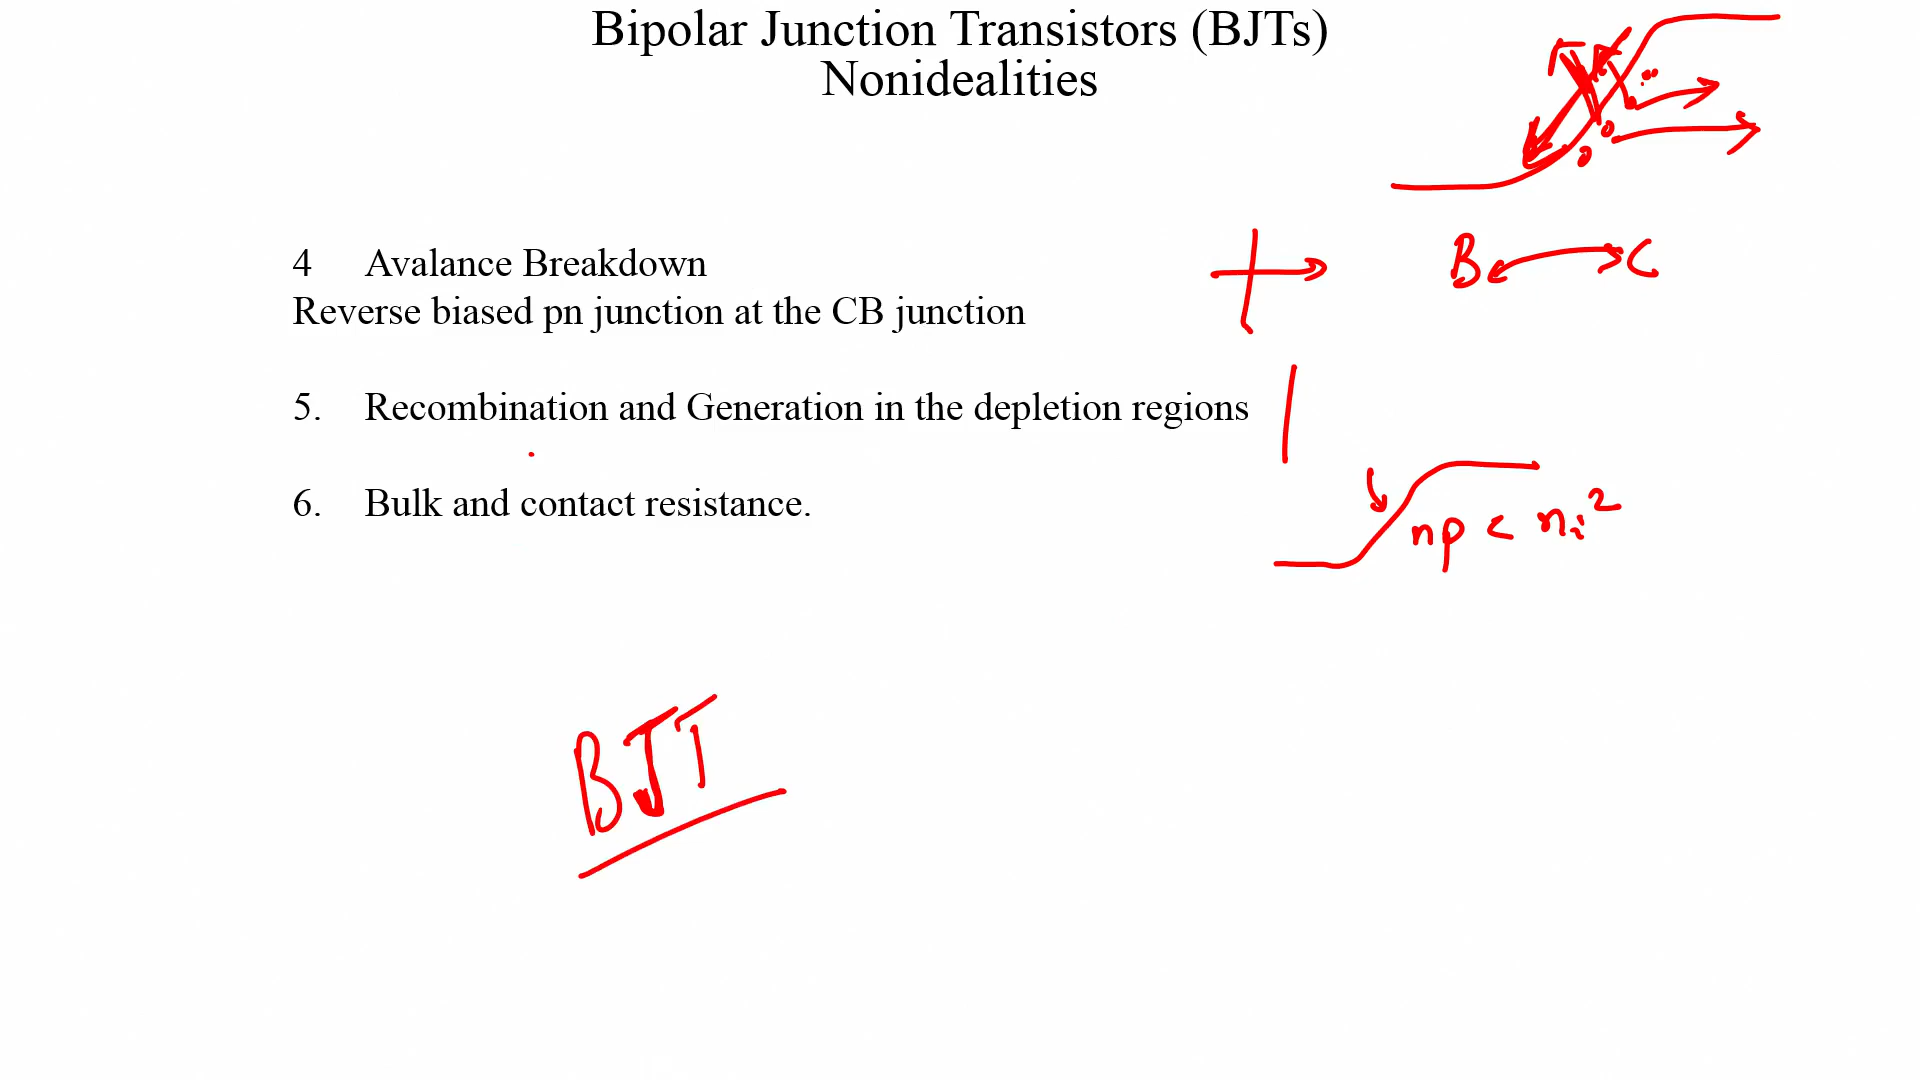 Bipolar Junction Transistors (BJTs)
Nonidealities
B C
4 Avalance Breakdown
Reverse biased pn junction at the CB junction
5. Recombination and Generation in the depletion regions
6. Bulk and contact resistance.
np < nᵢ²
BJT